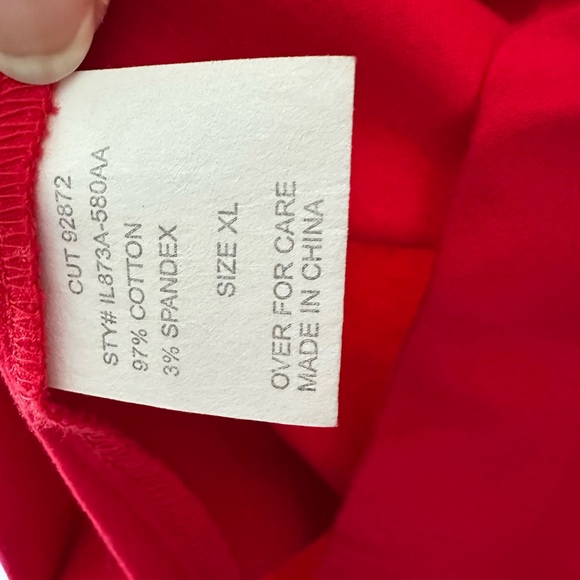 CUT 92872
STY# IL873A-580AA
97% COTTON
3% SPANDEX
SIZE XL
OVER FOR CARE
MADE IN CHINA